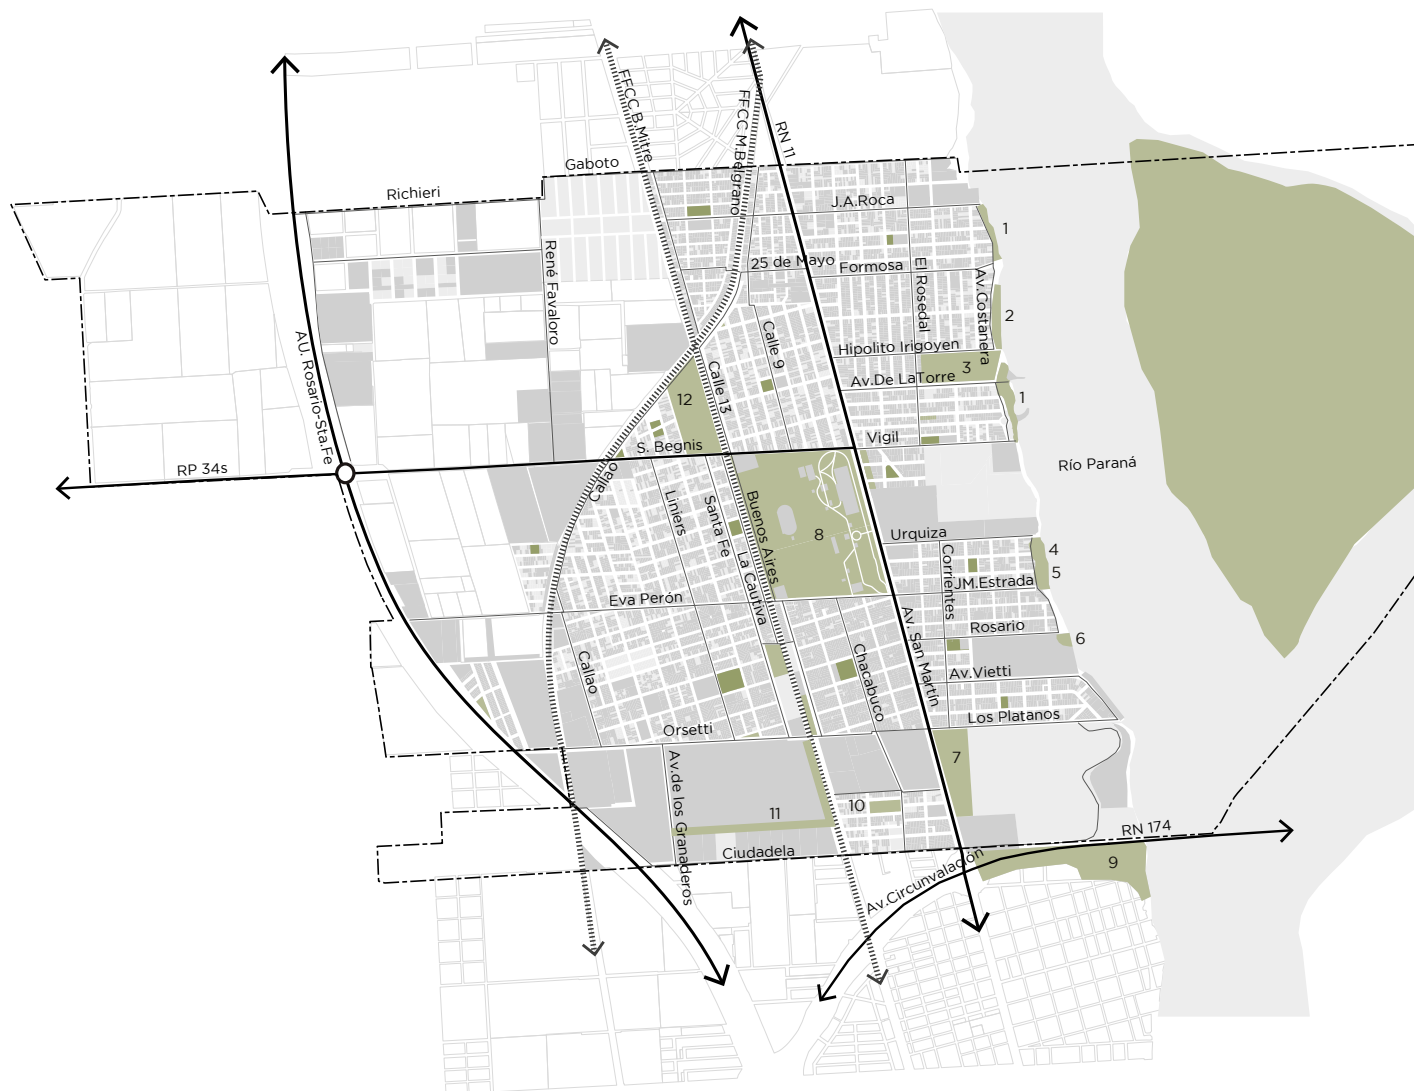 FFCC B.Mitre
FFCC M.Belgrano
RN 11
Gaboto
Richieri
J.A.Roca
1
René Favaloro
25 de Mayo
Formosa
El Rosedal
Av.Costanera
2
AU. Rosario-Sta.Fe
Calle 9
Hipolito Irigoyen
3
Calle 13
Av.De LaTorre
12
1
S. Begnis
Vigil
RP 34s
Río Paraná
Callao
Liniers
Santa Fe
Buenos Aires
8
Urquiza
4
La Cautiva
Corrientes
5
JM.Estrada
Eva Perón
Av. San Martín
Rosario
6
Callao
Chacabuco
Av.Vietti
Los Platanos
Orsetti
Av.de los Granaderos
7
11
10
RN 174
Ciudadela
Av.Circunvalación
9